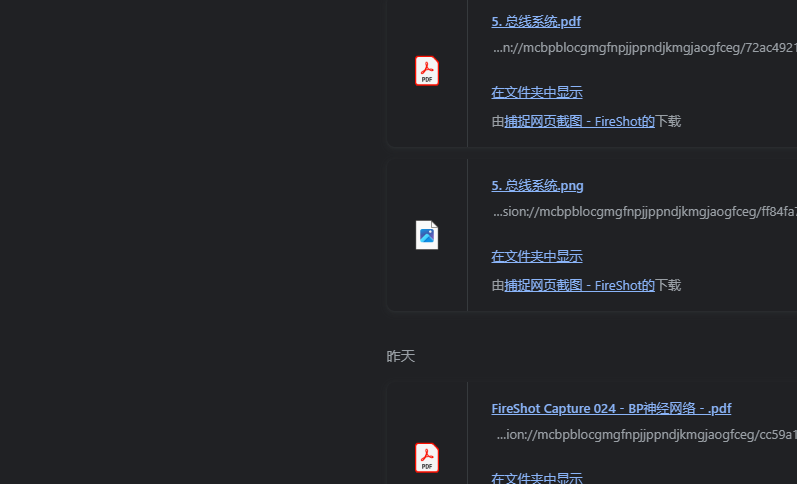 5. 总线系统.pdf
...n://mcbpblocgmgfnpjjppndjkmgjaogfceg/72ac4921
PDF
在文件夹中显示
由捕捉网页截图 - FireShot的下载
5. 总线系统.png
...sion://mcbpblocgmgfnpjjppndjkmgjaogfceg/ff84fa7
在文件夹中显示
由捕捉网页截图 - FireShot的下载
昨天
FireShot Capture 024 - BP神经网络 - .pdf
...ion://mcbpblocgmgfnpjjppndjkmgjaogfceg/cc59a1
PDF
在文件夹中显示